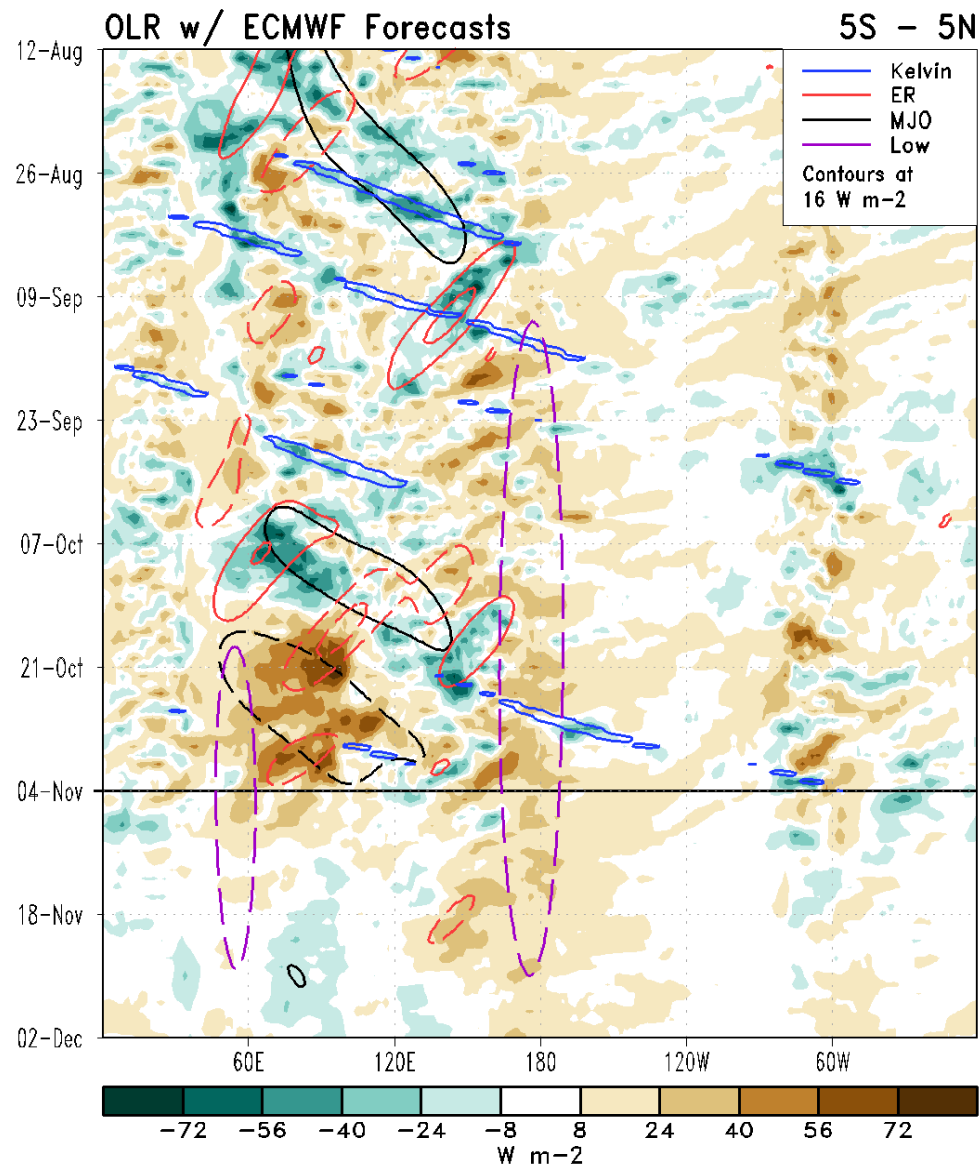 OLR w/ ECMWF Forecasts 5S - 5N
12-Aug
26-Aug
09-Sep
23-Sep
07-Oct
21-Oct
04-Nov
18-Nov
02-Dec
Kelvin
ER
MJO
Low
Contours at
16 W m-2
60E 120E 180 120W 60W
-72 -56 -40 -24 -8 8 24 40 56 72
W m-2